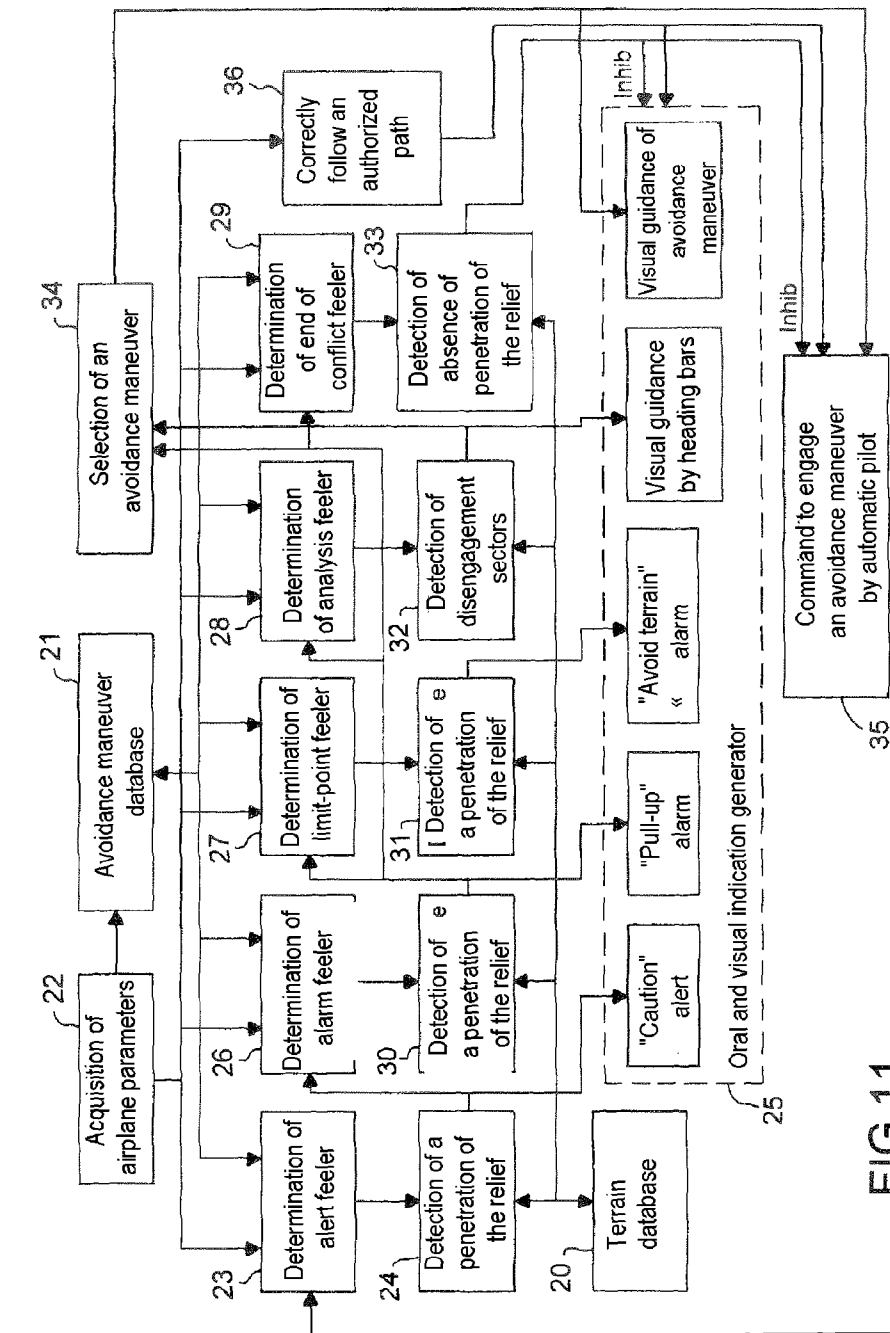 22
Acquisition of
airplane parameters
21
Avoidance maneuver
database
34
Selection of an
avoidance maneuver
23
Determination of
alert feeler
26
Determination of
alarm feeler
27
Determination of
limit-point feeler
28
Determination
of analysis feeler
29
Determination
of end of
conflict feeler
36
Correctly
follow an
authorized
path
24
Detection of a
penetration of
the relief
30
Detection of e
a penetration
of the relief
31
[ Detection of e
a penetration
of the relief
32
Detection of
disengagement
sectors
33
Detection of
absence of
penetration of
the relief
20
Terrain
database
"Caution"
alert
"Pull-up"
alarm
"Avoid terrain"
« alarm
Visual guidance
by heading bars
Visual guidance of
avoidance
maneuver
Inhib
Oral and visual indication generator
25
Inhib
Command to engage
an avoidance maneuver
by automatic pilot
35
FIG.11